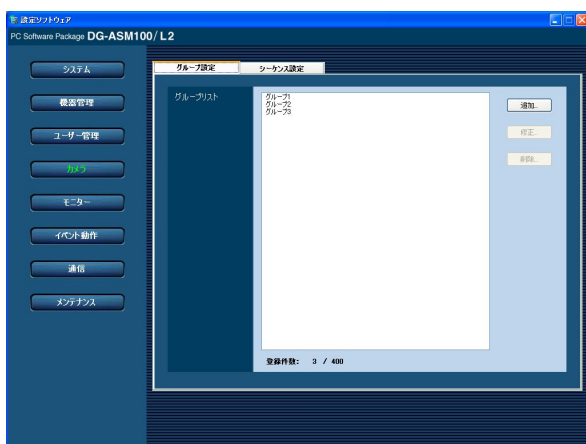 設定ソフトウェア
PC Software Package DG-ASM100/L2
システム
機器管理
ユーザー管理
カメラ
モニター
イベント動作
通信
メンテナンス
グループ設定 シーケンス設定
グループリスト
グループ1
グループ2
グループ3
追加...
修正...
削除...
登録件数: 3 / 400